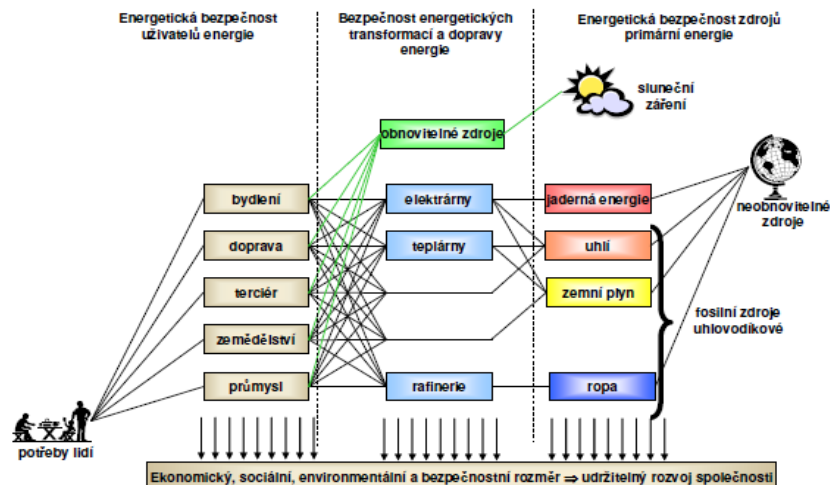 Energetická bezpečnost
uživatelů energie
Bezpečnost energetických
transformací a dopravy
energie
Energetická bezpečnost zdrojů
primární energie
sluneční
záření
obnovitelné zdroje
bydlení
elektrárny
jaderná energie
neobnovitelné
zdroje
doprava
teplárny
uhlí
terciér
zemní plyn
fosilní zdroje
uhlovodíkové
zemědělství
průmysl
rafinerie
ropa
potřeby lidí
Ekonomický, sociální, environmentální a bezpečnostní rozměr ⇒ udržitelný rozvoj společnosti